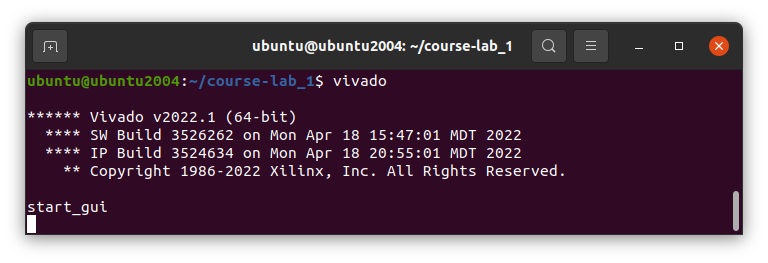 ubuntu@ubuntu2004: ~/course-lab_1
ubuntu@ubuntu2004:~/course-lab_1$ vivado
****** Vivado v2022.1 (64-bit)
**** SW Build 3526262 on Mon Apr 18 15:47:01 MDT 2022
**** IP Build 3524634 on Mon Apr 18 20:55:01 MDT 2022
** Copyright 1986-2022 Xilinx, Inc. All Rights Reserved.
start_gui